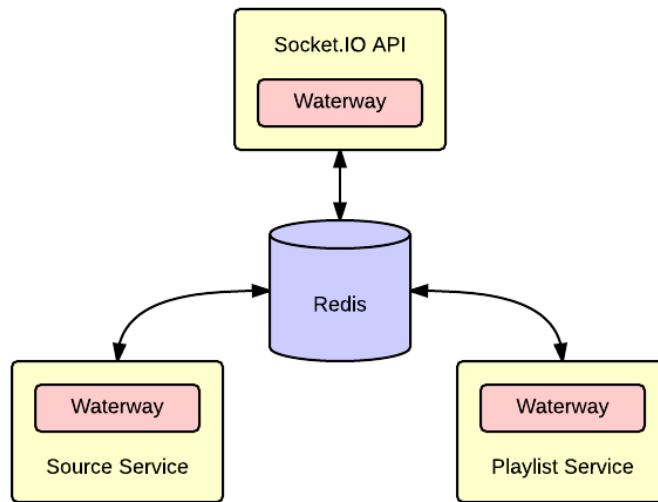 Socket.IO API
Waterway
Redis
Waterway
Source Service
Waterway
Playlist Service